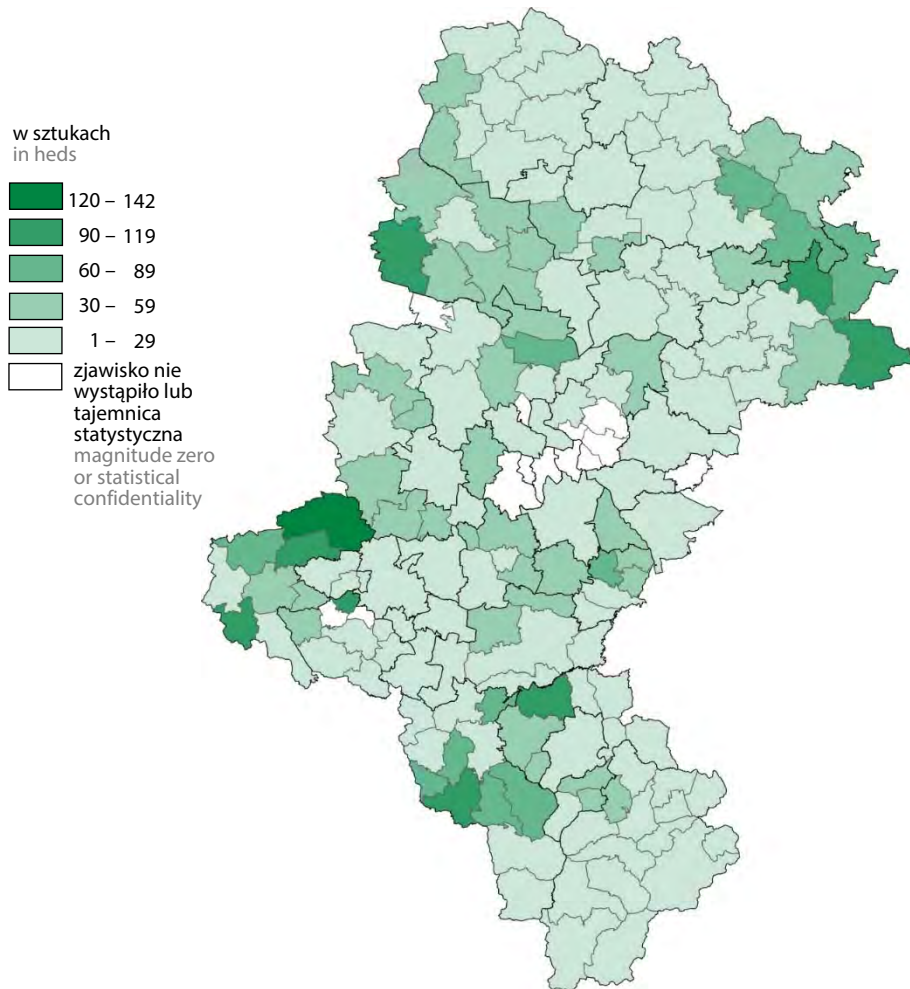 w sztukach
in heds
120 – 142
90 – 119
60 – 89
30 – 59
1 – 29
zjawisko nie
wystąpiło lub
tajemnica
statystyczna
magnitude zero
or statistical
confidentiality